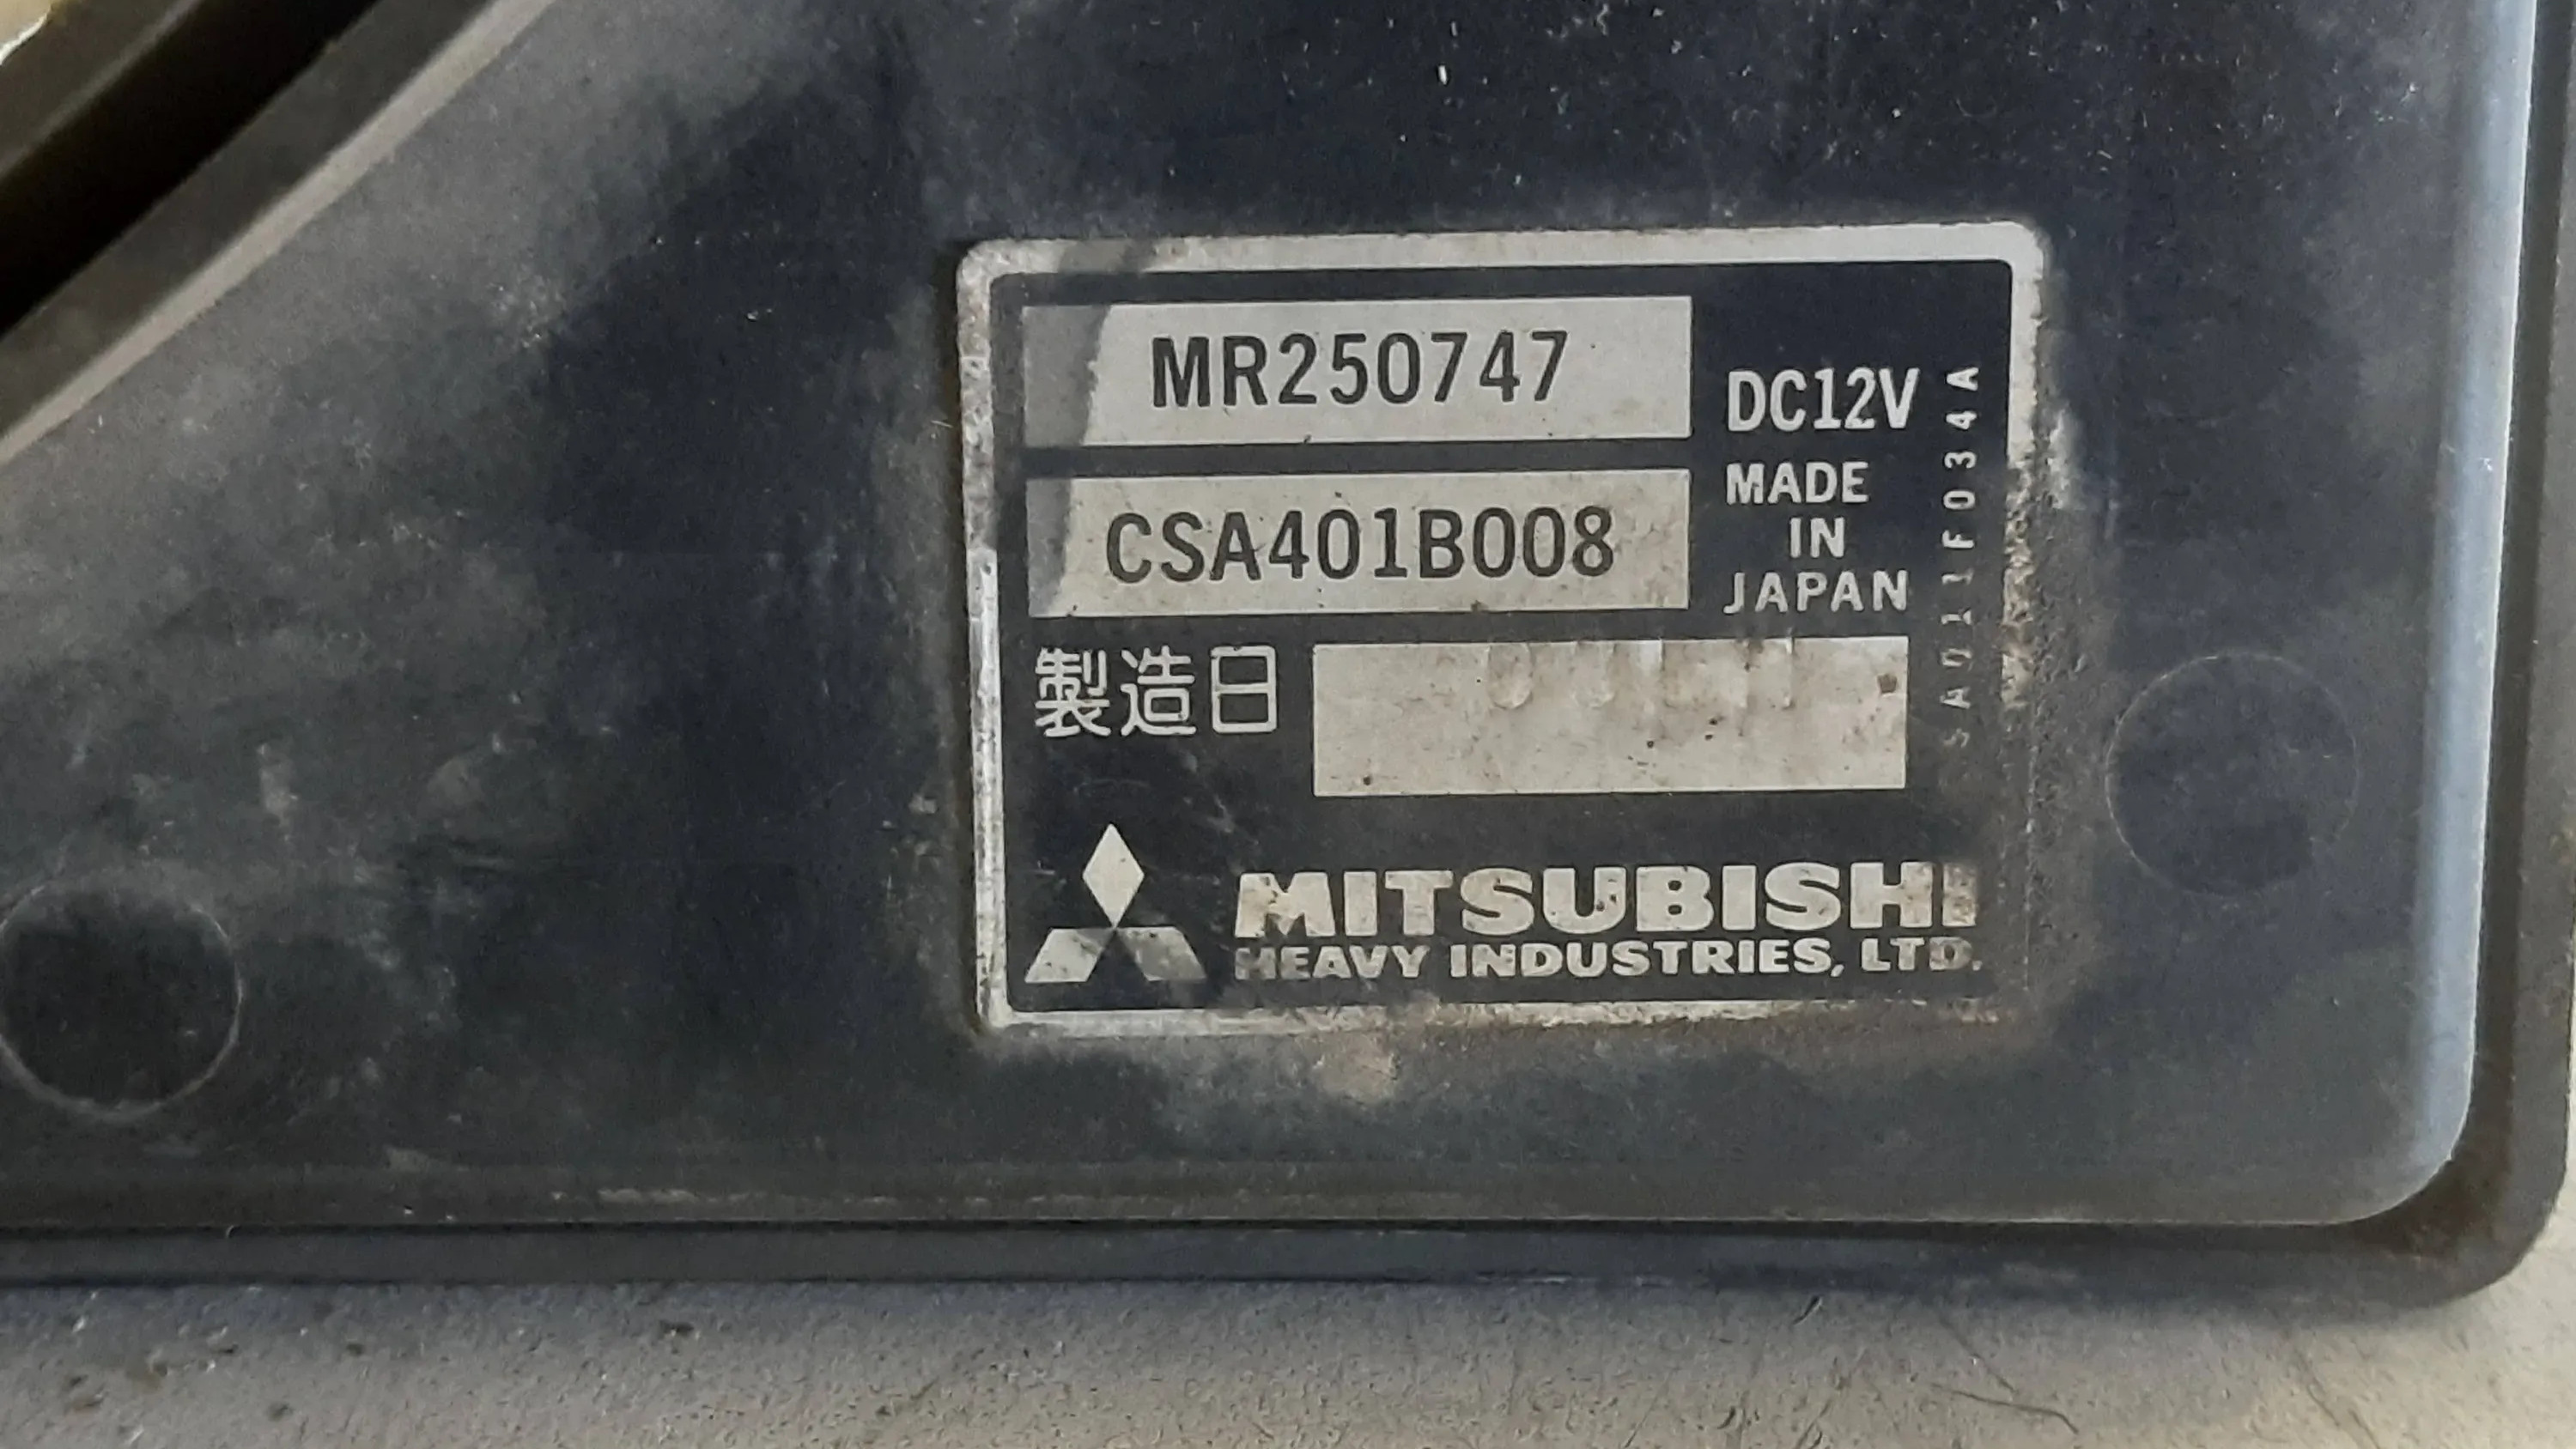 MR250747
DC12V
CSA401B008
MADE
IN
JAPAN
SA011F034A
製造日
MITSUBISHI
HEAVY INDUSTRIES, LTD.